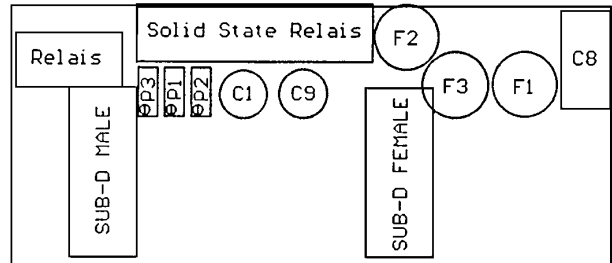 Solid State Relais
F2
Relais
C8
P3
P1
P2
C1
C9
F3
F1
SUB-D MALE
SUB-D FEMALE